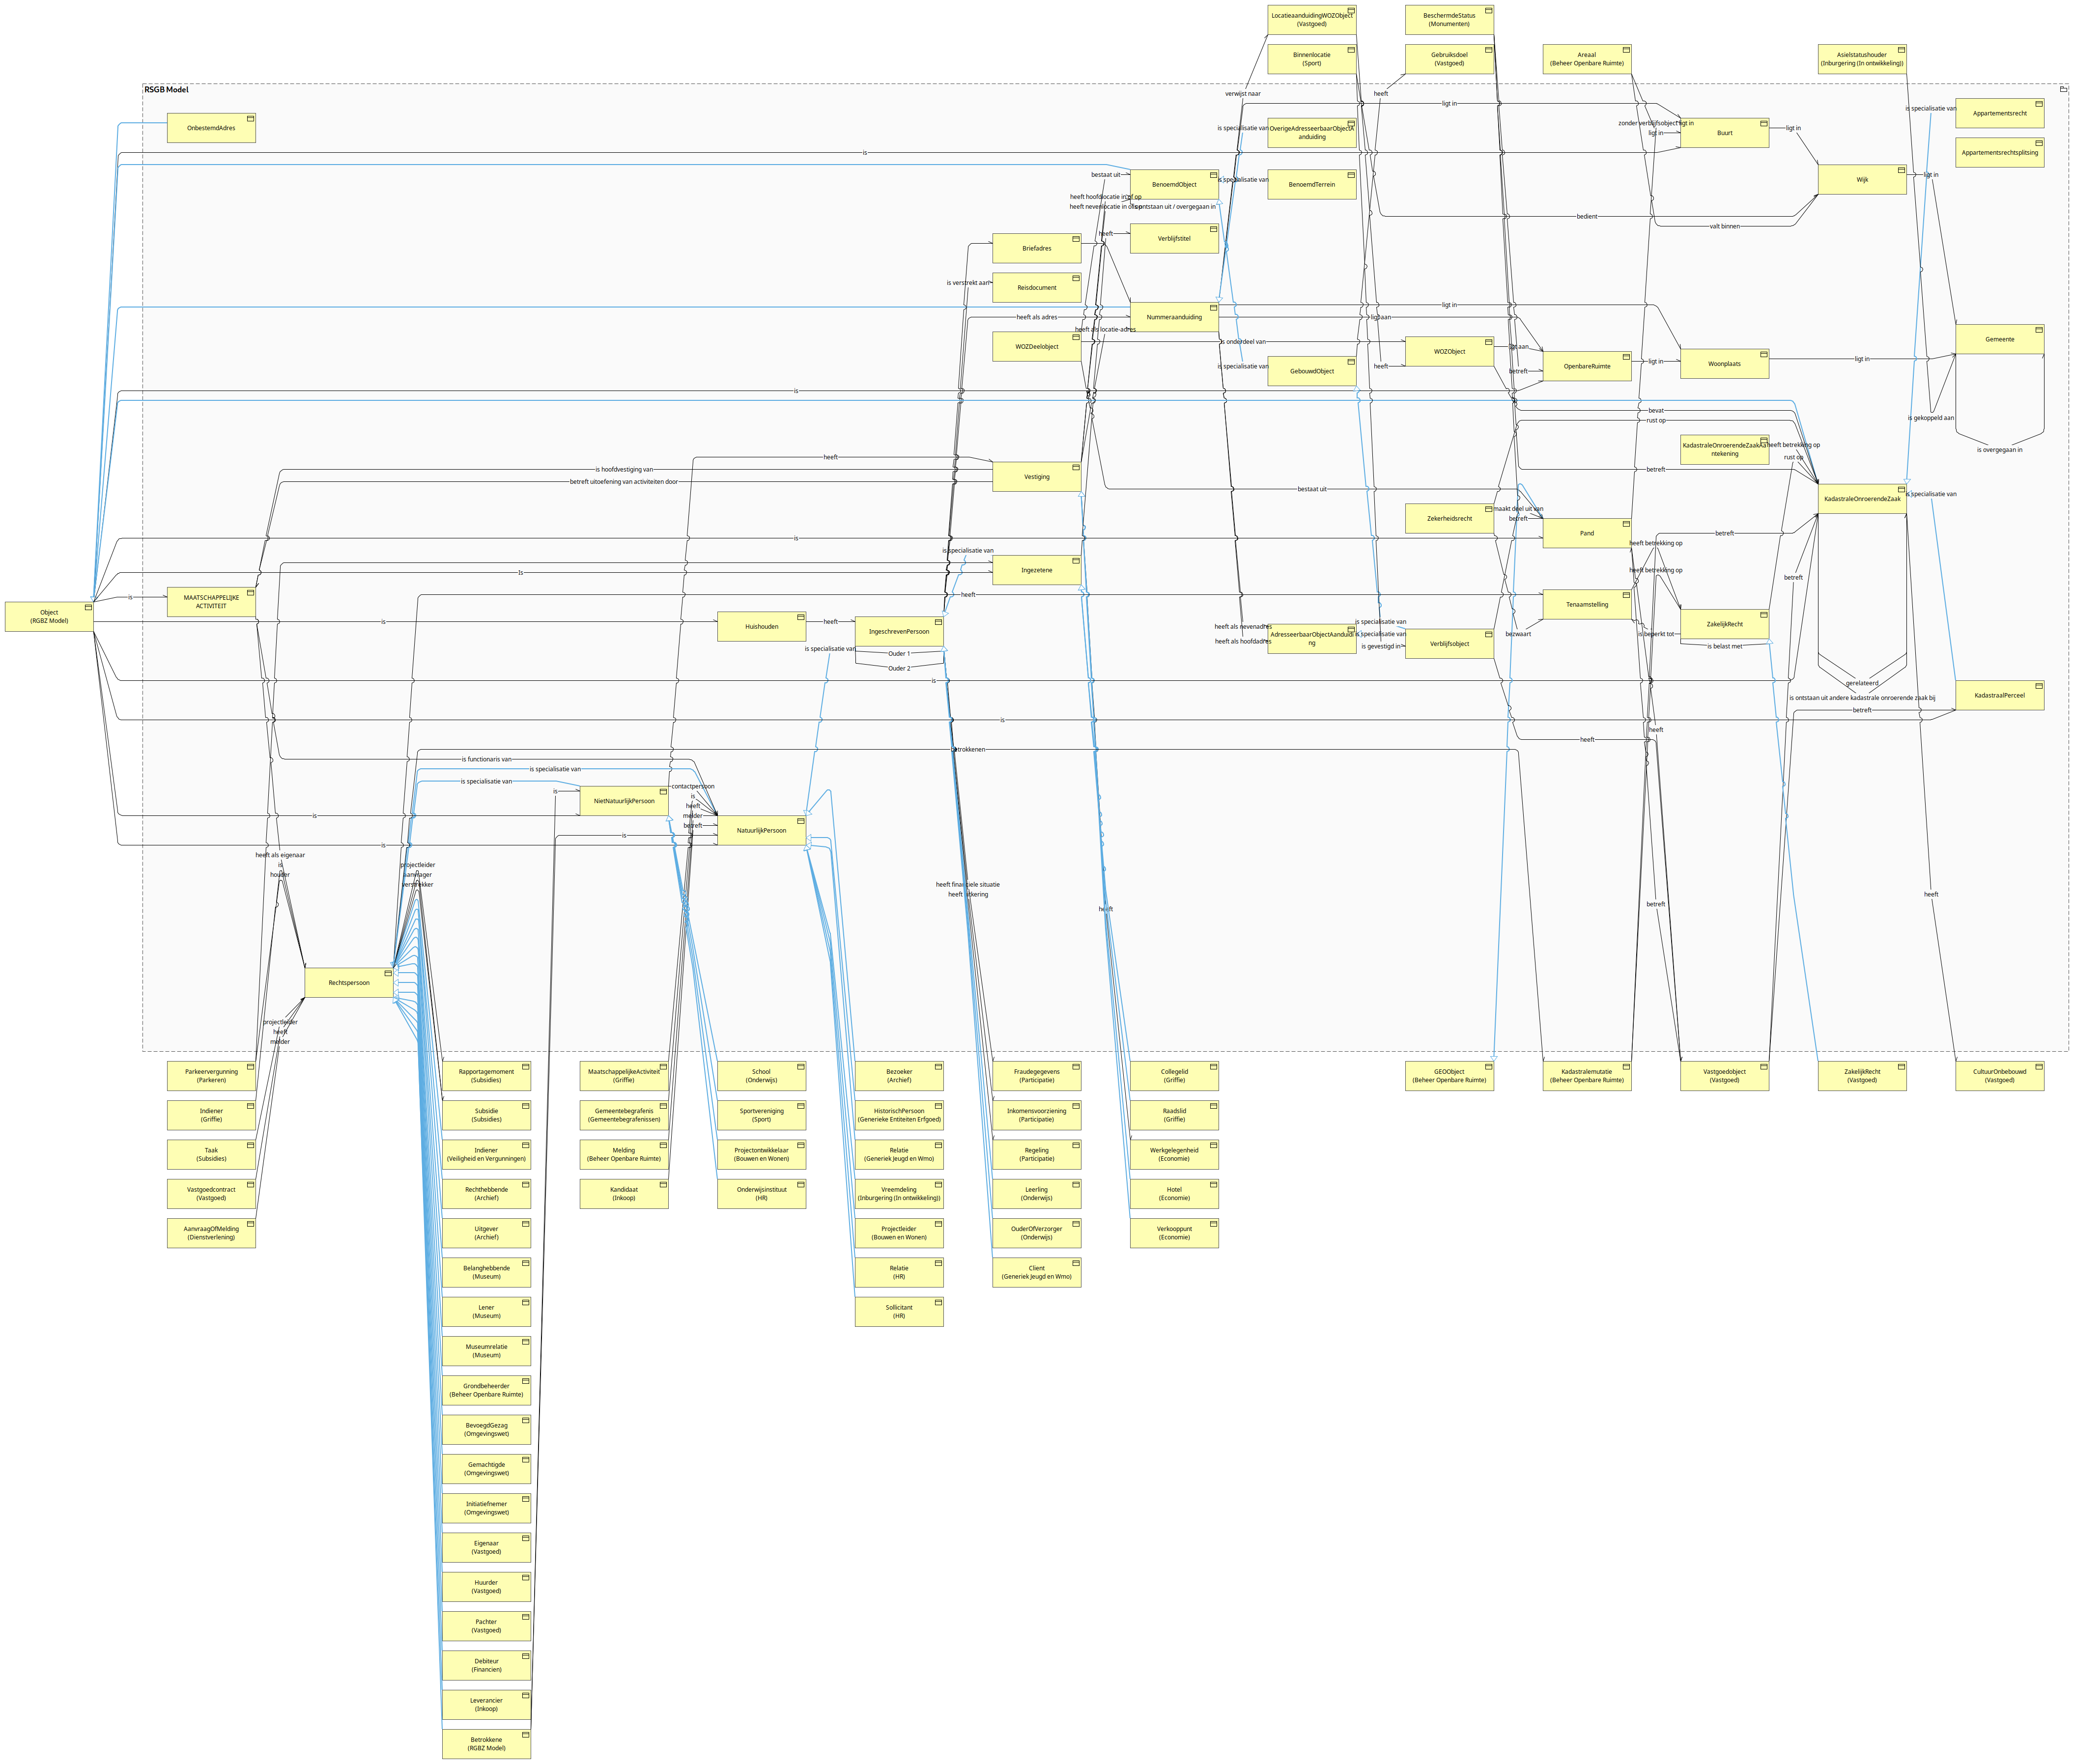 LocatieaanduidingWOZObject
(Vastgoed)
BeschermdeStatus
(Monumenten)
Binnenlocatie
(Sport)
Gebruiksdoel
(Vastgoed)
Areaal
(Beheer Openbare Ruimte)
Asielstatushouder
(Inburgering (In ontwikkeling))
RSGB Model
verwijst naar
heeft
ligt in
is specialisatie van
Appartementsrecht
OnbestemdAdres
is specialisatie van
OverigeAdresseerbaarObjectA
anduiding
zonder verblijfsobject ligt in
ligt in
Buurt
ligt in
is
Appartementsrechtsplitsing
bestaat uit
BenoemdObject
is specialisatie van
BenoemdTerrein
Wijk
ligt in
heeft hoofdlocatie in of op
heeft nevenlocatie in of op
is ontstaan uit / overgegaan in
bedient
valt binnen
Briefadres
heeft
Verblijfstitel
is verstrekt aan
Reisdocument
heeft als adres
Nummeraanduiding
ligt in
ligt aan
heeft als locatie-adres
WOZDeelobject
is onderdeel van
WOZObject
ligt aan
Gemeente
is specialisatie van
GebouwdObject
heeft
betreft
OpenbareRuimte
ligt in
Woonplaats
ligt in
is
bevat
rust op
is gekoppeld aan
KadastraleOnroerendeZaakAa
ntekening
heeft betrekking op
rust op
is overgegaan in
heeft
is hoofdvestiging van
Vestiging
betreft uitoefening van activiteiten door
betreft
bestaat uit
KadastraleOnroerendeZaak
is specialisatie van
Zekerheidsrecht
maakt deel uit van
betreft
Pand
betreft
is
heeft betrekking op
is specialisatie van
Ingezetene
Is
heeft betrekking op
betreft
Object
(RGBZ Model)
is
MAATSCHAPPELIJKE
ACTIVITEIT
heeft
Tenaamstelling
ZakelijkRecht
is
Huishouden
heeft
IngeschrevenPersoon
heeft als nevenadres
heeft als hoofdadres
AdresseerbaarObjectAanduidi
ng
is specialisatie van
is specialisatie van
is gevestigd in
Verblijfsobject
bezwaart
is beperkt tot
is belast met
is specialisatie van
Ouder 1
Ouder 2
is
gerelateerd
is ontstaan uit andere kadastrale onroerende zaak bij
KadastraalPerceel
betreft
is
heeft
heeft
betrokkenen
is functionaris van
is specialisatie van
is specialisatie van
is
NietNatuurlijkPersoon
contactpersoon
is
heeft
melder
betreft
NatuurlijkPersoon
is
is
is
heeft als eigenaar
is
houder
projectleider
aanvrager
verstrekker
heeft financiele situatie
heeft uitkering
heeft
betreft
heeft
Rechtspersoon
projectleider
heeft
melder
Parkeervergunning
(Parkeren)
Rapportagemoment
(Subsidies)
MaatschappelijkeActiviteit
(Griffie)
School
(Onderwijs)
Bezoeker
(Archief)
Fraudegegevens
(Participatie)
Collegelid
(Griffie)
GEOObject
(Beheer Openbare Ruimte)
Kadastralemutatie
(Beheer Openbare Ruimte)
Vastgoedobject
(Vastgoed)
ZakelijkRecht
(Vastgoed)
CultuurOnbebouwd
(Vastgoed)
Indiener
(Griffie)
Subsidie
(Subsidies)
Gemeentebegrafenis
(Gemeentebegrafenissen)
Sportvereniging
(Sport)
HistorischPersoon
(Generieke Entiteiten Erfgoed)
Inkomensvoorziening
(Participatie)
Raadslid
(Griffie)
Taak
(Subsidies)
Indiener
(Veiligheid en Vergunningen)
Melding
(Beheer Openbare Ruimte)
Projectontwikkelaar
(Bouwen en Wonen)
Relatie
(Generiek Jeugd en Wmo)
Regeling
(Participatie)
Werkgelegenheid
(Economie)
Vastgoedcontract
(Vastgoed)
Rechthebbende
(Archief)
Kandidaat
(Inkoop)
Onderwijsinstituut
(HR)
Vreemdeling
(Inburgering (In ontwikkeling))
Leerling
(Onderwijs)
Hotel
(Economie)
AanvraagOfMelding
(Dienstverlening)
Uitgever
(Archief)
Projectleider
(Bouwen en Wonen)
OuderOfVerzorger
(Onderwijs)
Verkooppunt
(Economie)
Belanghebbende
(Museum)
Relatie
(HR)
Client
(Generiek Jeugd en Wmo)
Lener
(Museum)
Sollicitant
(HR)
Museumrelatie
(Museum)
Grondbeheerder
(Beheer Openbare Ruimte)
BevoegdGezag
(Omgevingswet)
Gemachtigde
(Omgevingswet)
Initiatiefnemer
(Omgevingswet)
Eigenaar
(Vastgoed)
Huurder
(Vastgoed)
Pachter
(Vastgoed)
Debiteur
(Financien)
Leverancier
(Inkoop)
Betrokkene
(RGBZ Model)